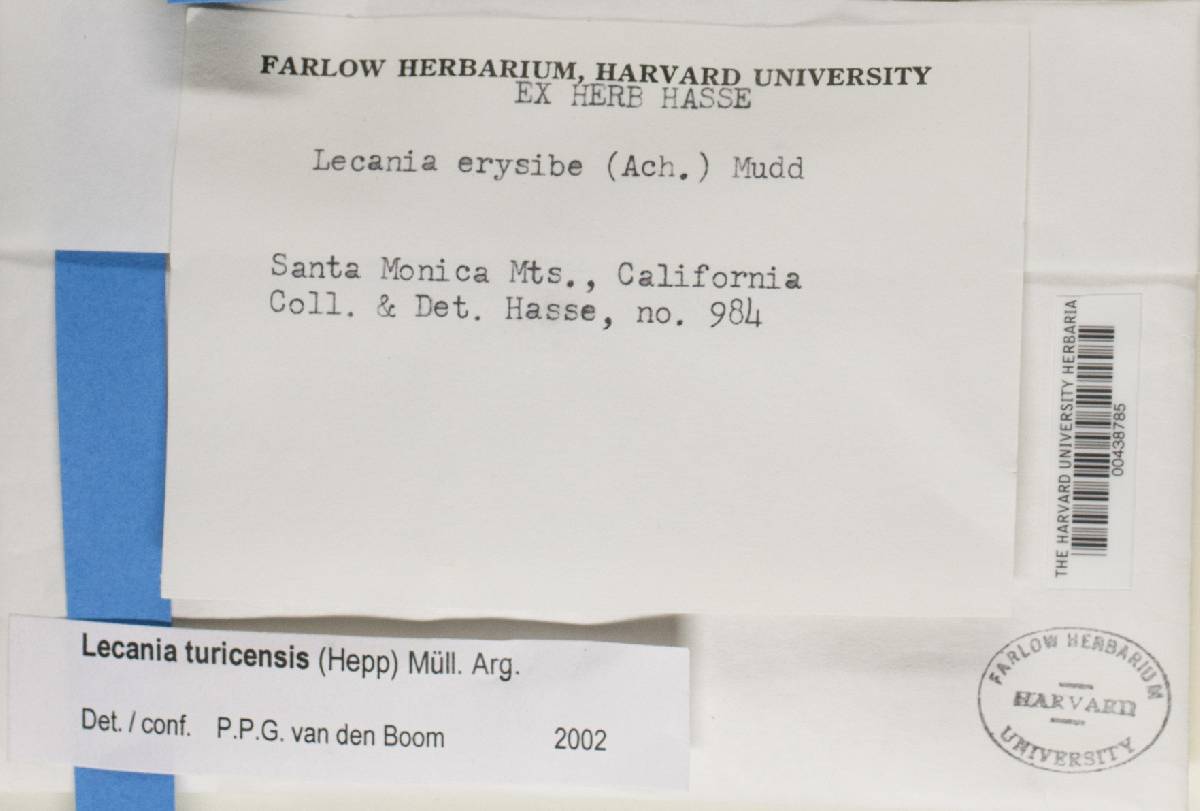 FARLOW HERBARIUM, HARVARD UNIVERSITY
EX HERB HASSE
Lecania erysibe (Ach.) Mudd
Santa Monica Mts., California
Coll. & Det. Hasse, no. 984
THE HARVARD UNIVERSITY HERBARIA
00438785
Lecania turicensis (Hepp) Müll. Arg.
Det. / conf. P.P.G. van den Boom 2002
FARLOW HERBARIUM
HARVARD
UNIVERSITY